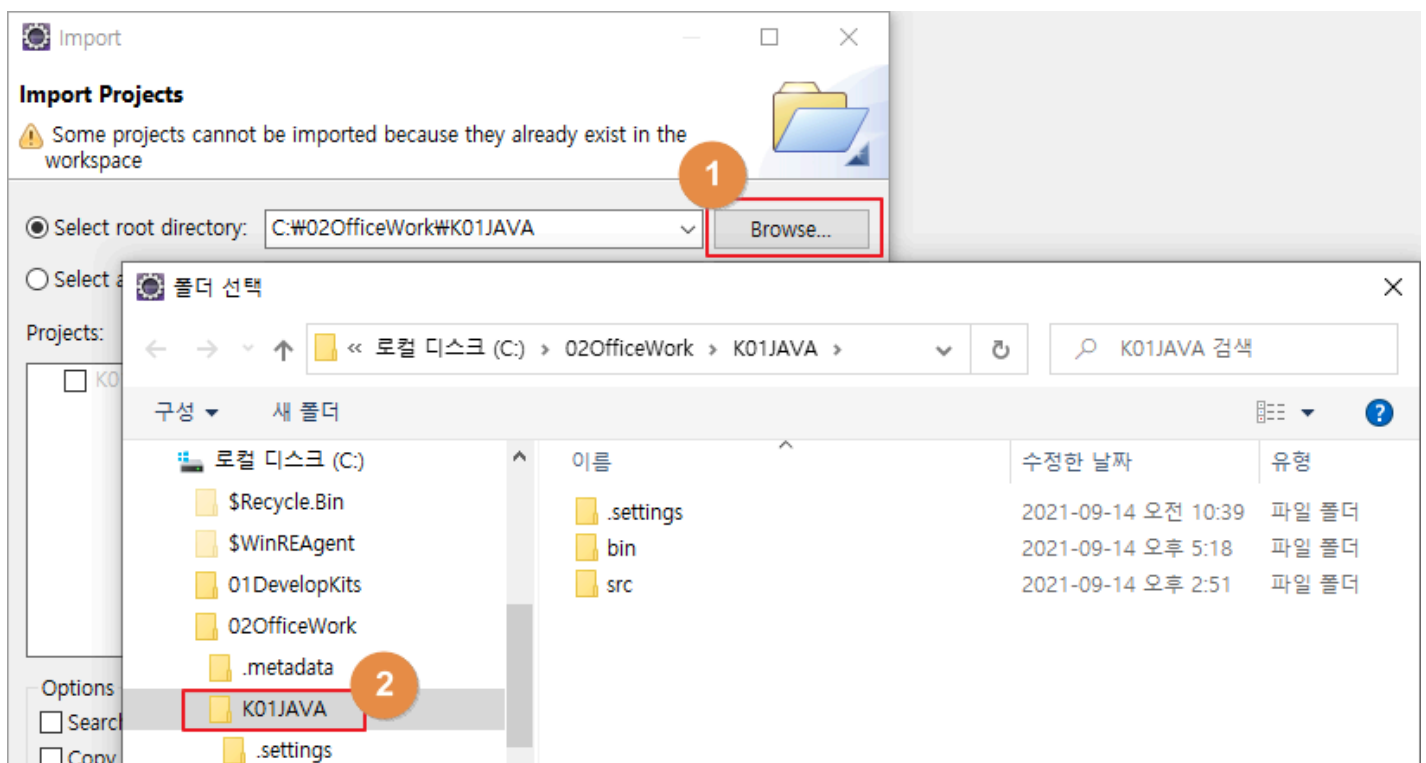 Import
Import Projects
Some projects cannot be imported because they already exist in the
workspace
1
Select root directory: C:₩02OfficeWork₩K01JAVA Browse...
Select a
폴더 선택
Projects:
« 로컬 디스크 (C:) › 02OfficeWork › K01JAVA › K01JAVA 검색
K0
구성 새 폴더 ?
로컬 디스크 (C:) 이름 수정한 날짜 유형
$Recycle.Bin .settings 2021-09-14 오전 10:39 파일 폴더
$WinREAgent bin 2021-09-14 오후 5:18 파일 폴더
01DevelopKits src 2021-09-14 오후 2:51 파일 폴더
02OfficeWork
.metadata
2
Options
K01JAVA
Search
.settings
Copy